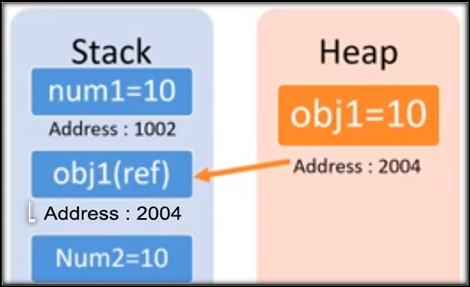 Stack
num1=10
Address : 1002
obj1(ref)
Address : 2004
Num2=10
Heap
obj1=10
Address : 2004